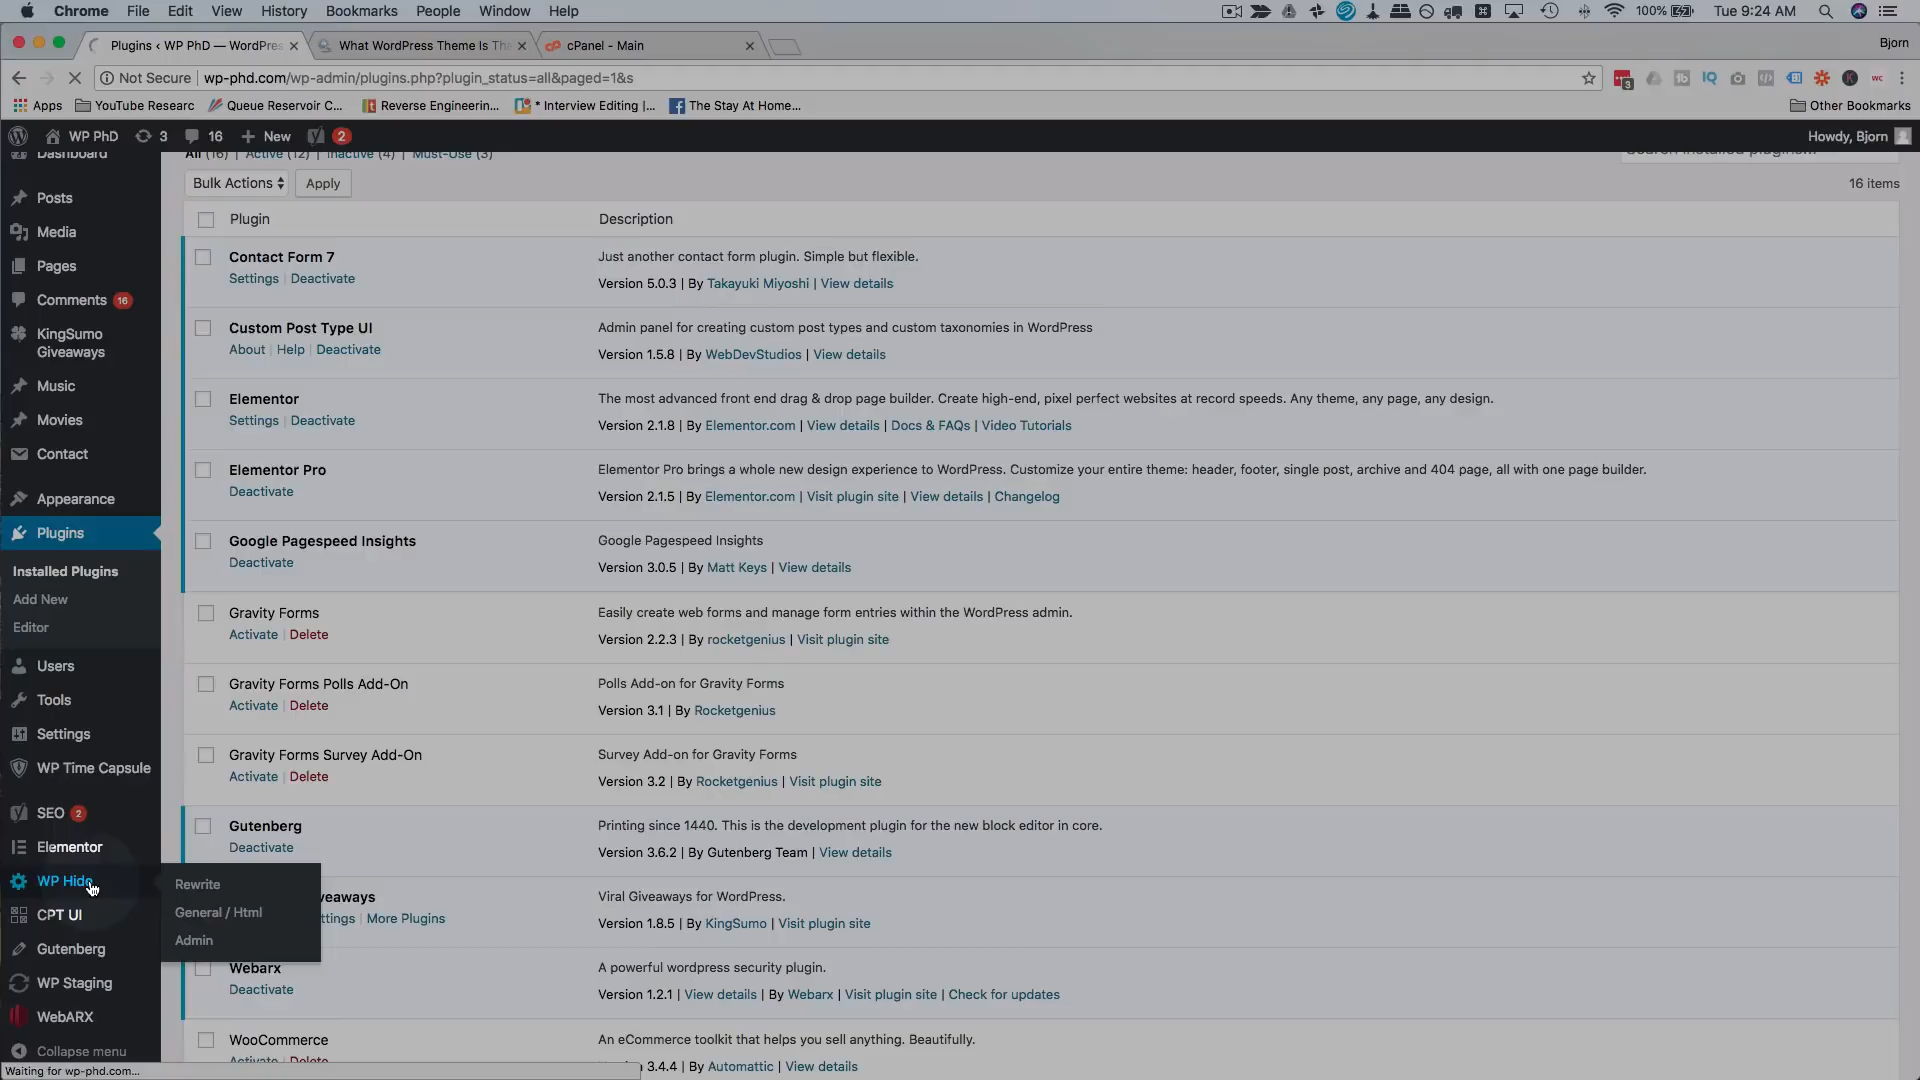 Chrome File Edit View History Bookmarks People Window Help 100% Tue 9:24 AM
Plugins ‹ WP PhD — WordPres What WordPress Theme Is Tha cPanel - Main Bjorn
Not Secure wp-phd.com/wp-admin/plugins.php?plugin_status=all&paged=1&s
Apps YouTube Researc Queue Reservoir C... Reverse Engineerin... * Interview Editing |... The Stay At Home... Other Bookmarks
WP PhD 3 16 + New 2 Howdy, Bjorn
Dashboard
All (16) | Active (12) | Inactive (4) | Must-Use (3)
Search installed plugins...
Bulk Actions Apply 16 items
Posts
Media
Pages
Comments 16
KingSumo
Giveaways
Music
Movies
Contact
Appearance
Plugins
Installed Plugins
Add New
Editor
Users
Tools
Settings
WP Time Capsule
SEO 2
Elementor
WP Hide
CPT UI
Gutenberg
WP Staging
WebARX
Collapse menu
Rewrite
General / Html
Admin
Plugin Description
Contact Form 7
Settings | Deactivate
Just another contact form plugin. Simple but flexible.
Version 5.0.3 | By Takayuki Miyoshi | View details
Custom Post Type UI
About | Help | Deactivate
Admin panel for creating custom post types and custom taxonomies in WordPress
Version 1.5.8 | By WebDevStudios | View details
Elementor
Settings | Deactivate
The most advanced front end drag & drop page builder. Create high-end, pixel perfect websites at record speeds. Any theme, any page, any design.
Version 2.1.8 | By Elementor.com | View details | Docs & FAQs | Video Tutorials
Elementor Pro
Deactivate
Elementor Pro brings a whole new design experience to WordPress. Customize your entire theme: header, footer, single post, archive and 404 page, all with one page builder.
Version 2.1.5 | By Elementor.com | Visit plugin site | View details | Changelog
Google Pagespeed Insights
Deactivate
Google Pagespeed Insights
Version 3.0.5 | By Matt Keys | View details
Gravity Forms
Activate | Delete
Easily create web forms and manage form entries within the WordPress admin.
Version 2.2.3 | By rocketgenius | Visit plugin site
Gravity Forms Polls Add-On
Activate | Delete
Polls Add-on for Gravity Forms
Version 3.1 | By Rocketgenius
Gravity Forms Survey Add-On
Activate | Delete
Survey Add-on for Gravity Forms
Version 3.2 | By Rocketgenius | Visit plugin site
Gutenberg
Deactivate
Printing since 1440. This is the development plugin for the new block editor in core.
Version 3.6.2 | By Gutenberg Team | View details
veaways
ttings | More Plugins
Viral Giveaways for WordPress.
Version 1.8.5 | By KingSumo | Visit plugin site
Webarx
Deactivate
A powerful wordpress security plugin.
Version 1.2.1 | View details | By Webarx | Visit plugin site | Check for updates
WooCommerce
Activate | Delete
An eCommerce toolkit that helps you sell anything. Beautifully.
3.4.4 | By Automattic | View details
Waiting for wp-phd.com...